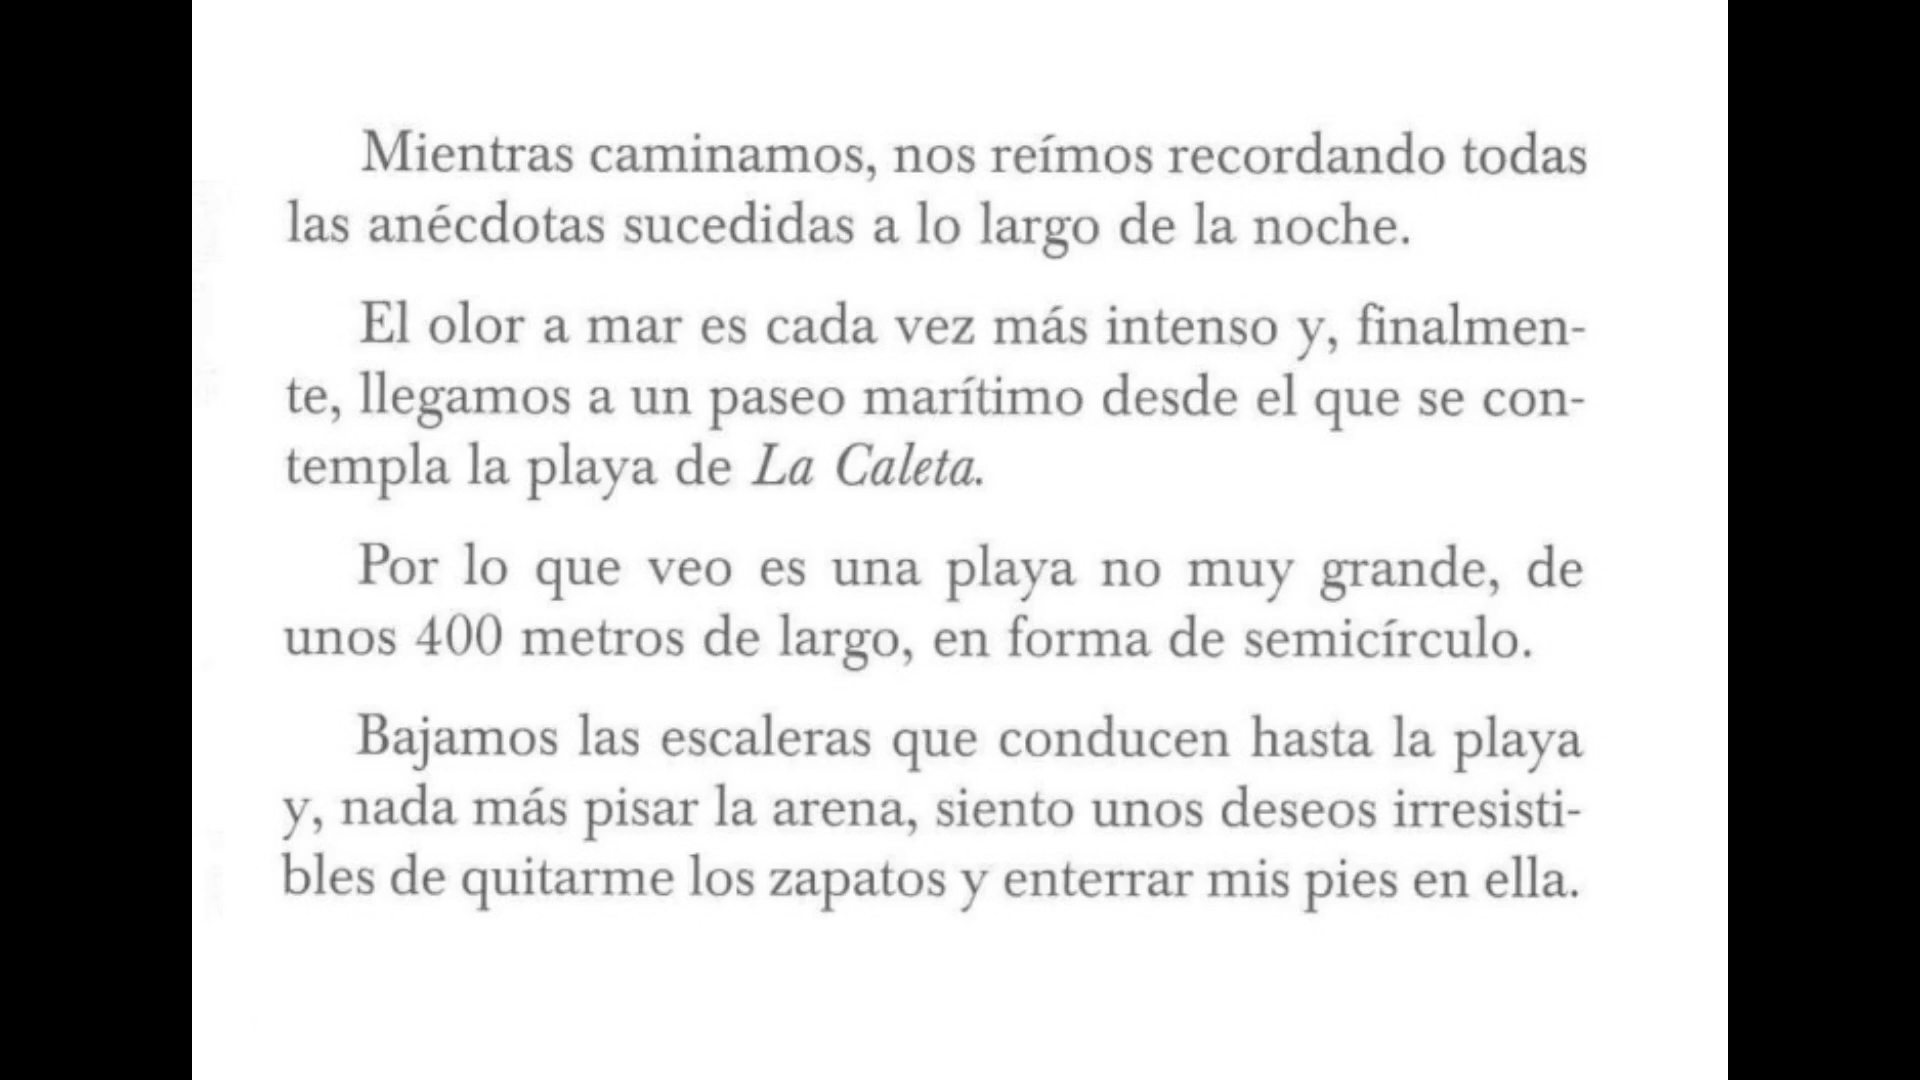 Mientras caminamos, nos reímos recordando todas
las anécdotas sucedidas a lo largo de la noche.
El olor a mar es cada vez más intenso y, finalmen-
te, llegamos a un paseo marítimo desde el que se con-
templa la playa de La Caleta.
Por lo que veo es una playa no muy grande, de
unos 400 metros de largo, en forma de semicírculo.
Bajamos las escaleras que conducen hasta la playa
y, nada más pisar la arena, siento unos deseos irresisti-
bles de quitarme los zapatos y enterrar mis pies en ella.